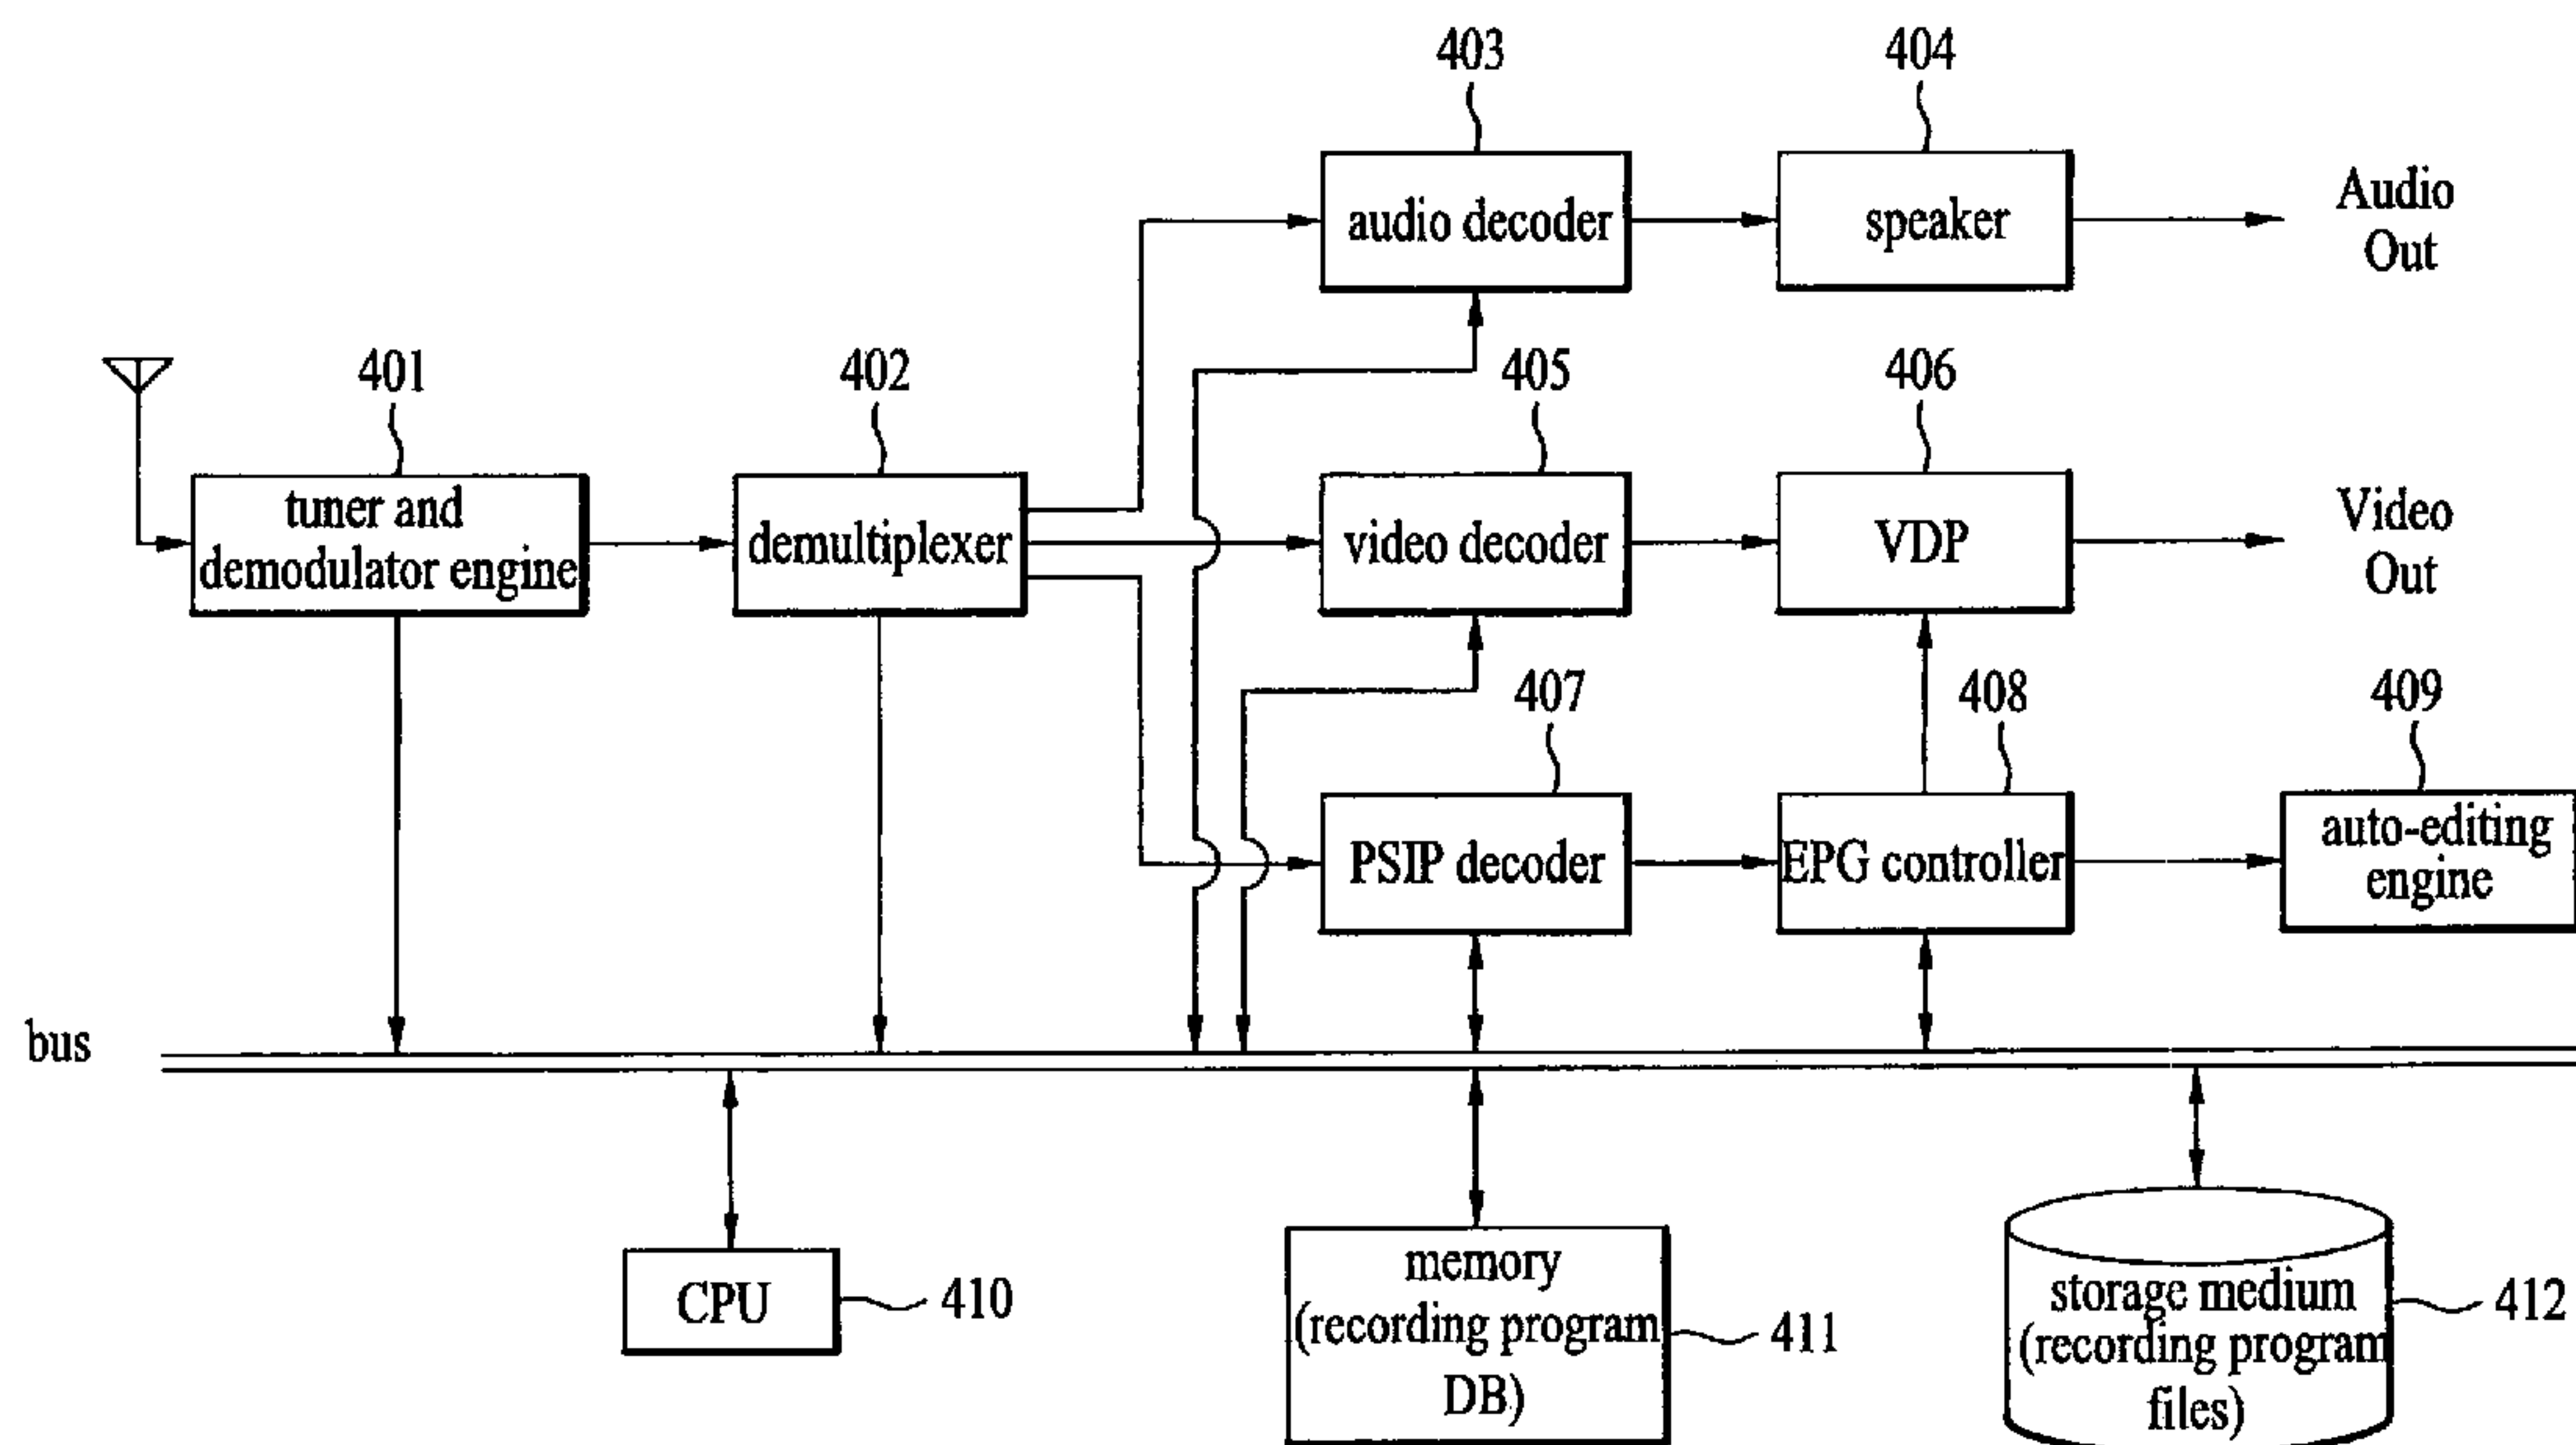 403
404
audio decoder
speaker
Audio
Out
401
402
405
406
tuner and
demodulator engine
demultiplexer
video decoder
VDP
Video
Out
407
408
409
PSIP decoder
EPG controller
auto-editing
engine
bus
CPU
410
memory
(recording program
DB)
411
storage medium
(recording program
files)
412